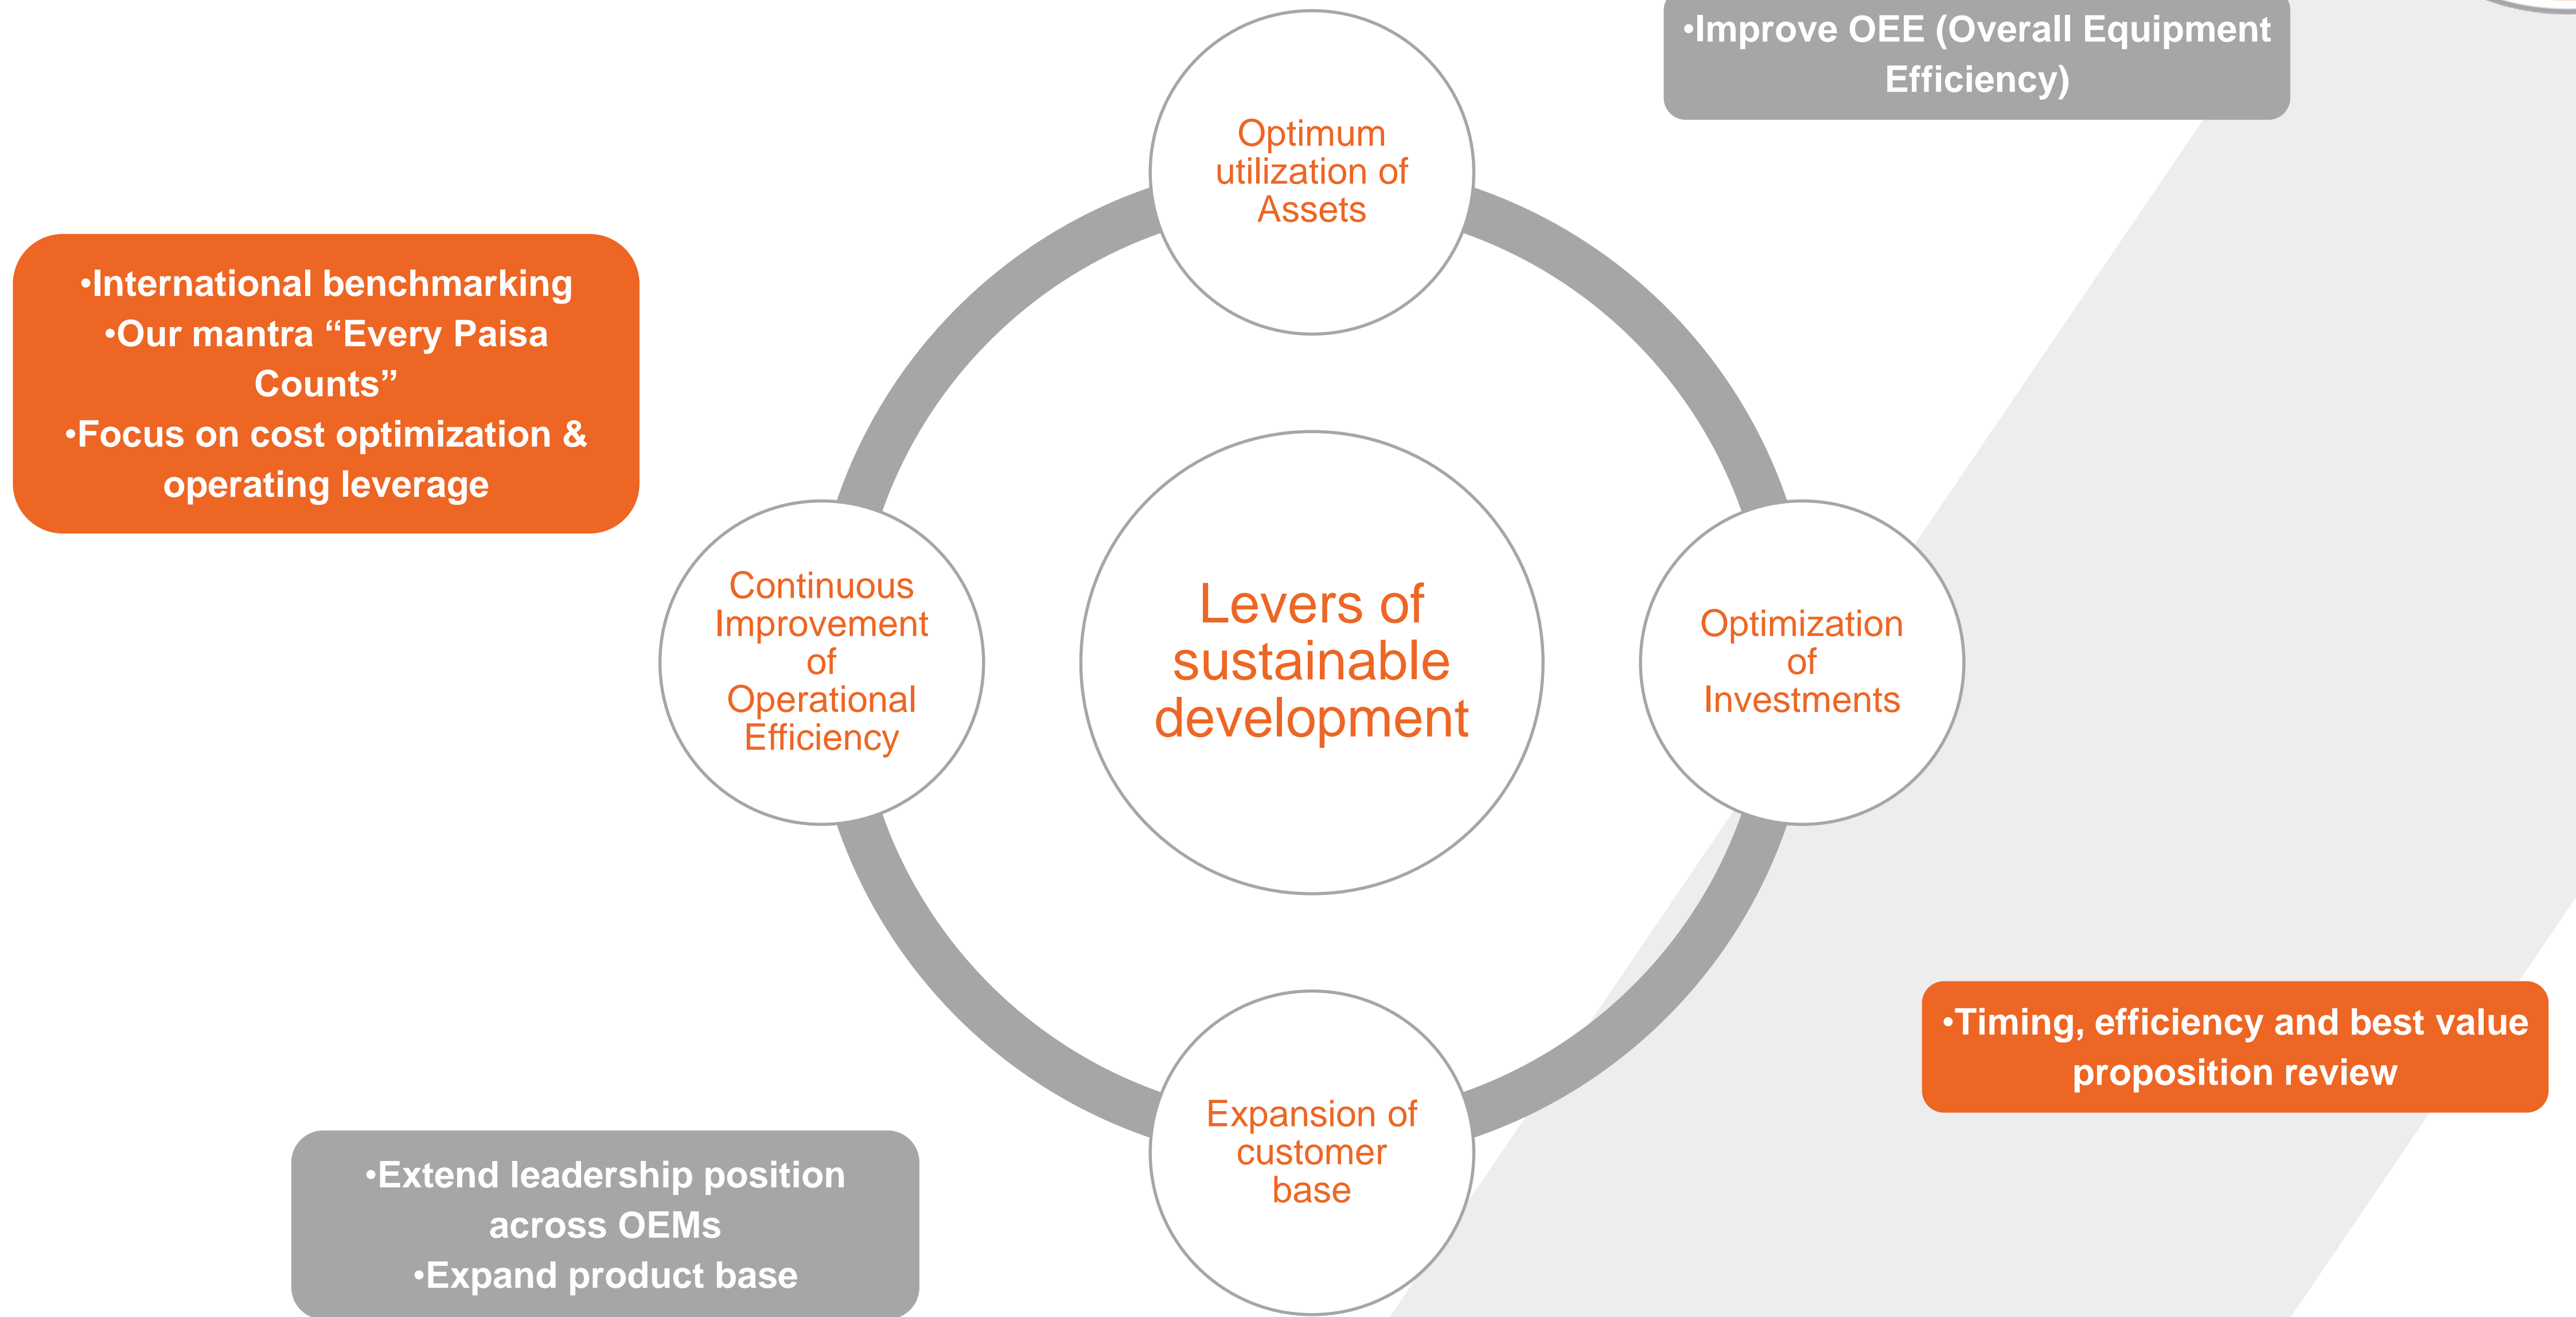 •Improve OEE (Overall Equipment
Efficiency)
Optimum
utilization of
Assets
•International benchmarking
•Our mantra “Every Paisa
Counts”
•Focus on cost optimization &
operating leverage
Continuous
Improvement
of
Operational
Efficiency
Levers of
sustainable
development
Optimization
of
Investments
•Timing, efficiency and best value
proposition review
Expansion of
customer
base
•Extend leadership position
across OEMs
•Expand product base